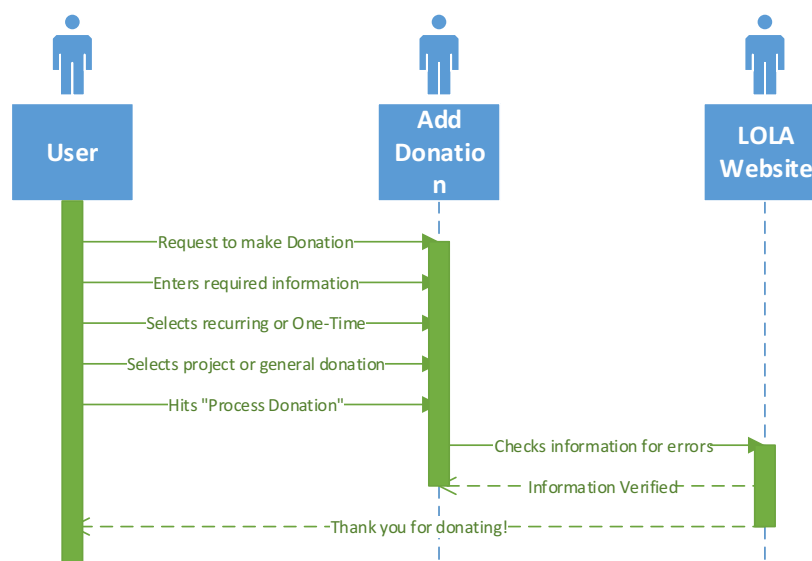 User
Add
Donatio
n
LOLA
Website
Request to make Donation
Enters required information
Selects recurring or One-Time
Selects project or general donation
Hits "Process Donation"
Checks information for errors
Information Verified
Thank you for donating!